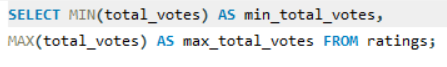 SELECT MIN(total_votes) AS min_total_votes,
MAX(total_votes) AS max_total_votes FROM ratings;